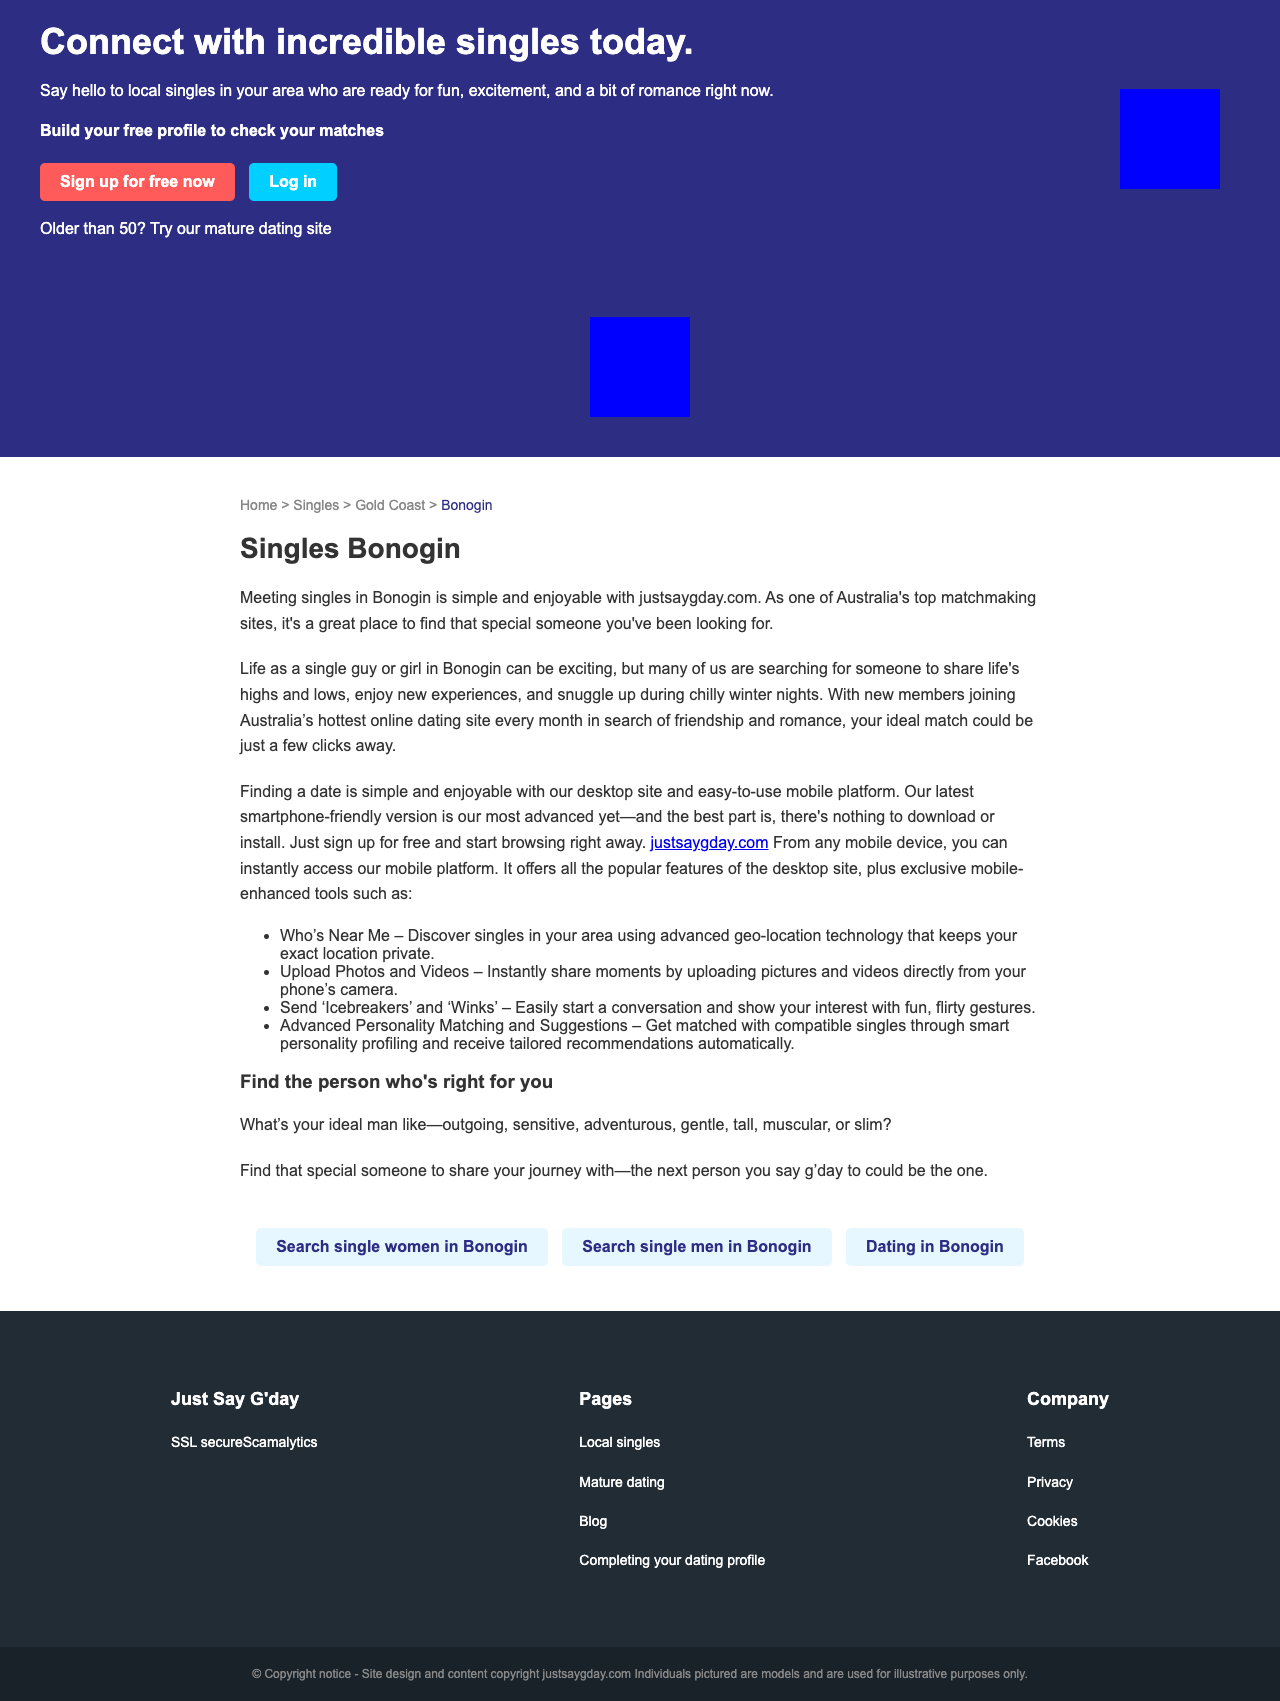 Connect with incredible singles today.
Say hello to local singles in your area who are ready for fun, excitement, and a bit of romance right now.
Build your free profile to check your matches
Sign up for free now
Log in
Older than 50? Try our mature dating site
Home > Singles > Gold Coast > Bonogin
Singles Bonogin
Meeting singles in Bonogin is simple and enjoyable with justsaygday.com. As one of Australia's top matchmaking
sites, it's a great place to find that special someone you've been looking for.
Life as a single guy or girl in Bonogin can be exciting, but many of us are searching for someone to share life's
highs and lows, enjoy new experiences, and snuggle up during chilly winter nights. With new members joining
Australia’s hottest online dating site every month in search of friendship and romance, your ideal match could be
just a few clicks away.
Finding a date is simple and enjoyable with our desktop site and easy-to-use mobile platform. Our latest
smartphone-friendly version is our most advanced yet—and the best part is, there's nothing to download or
install. Just sign up for free and start browsing right away. justsaygday.com From any mobile device, you can
instantly access our mobile platform. It offers all the popular features of the desktop site, plus exclusive mobile-
enhanced tools such as:
• Who’s Near Me – Discover singles in your area using advanced geo-location technology that keeps your
exact location private.
• Upload Photos and Videos – Instantly share moments by uploading pictures and videos directly from your
phone’s camera.
• Send ‘Icebreakers’ and ‘Winks’ – Easily start a conversation and show your interest with fun, flirty gestures.
• Advanced Personality Matching and Suggestions – Get matched with compatible singles through smart
personality profiling and receive tailored recommendations automatically.
Find the person who's right for you
What’s your ideal man like—outgoing, sensitive, adventurous, gentle, tall, muscular, or slim?
Find that special someone to share your journey with—the next person you say g’day to could be the one.
Search single women in Bonogin
Search single men in Bonogin
Dating in Bonogin
Just Say G'day
SSL secureScamalytics
Pages
Local singles
Mature dating
Blog
Completing your dating profile
Company
Terms
Privacy
Cookies
Facebook
© Copyright notice - Site design and content copyright justsaygday.com Individuals pictured are models and are used for illustrative purposes only.